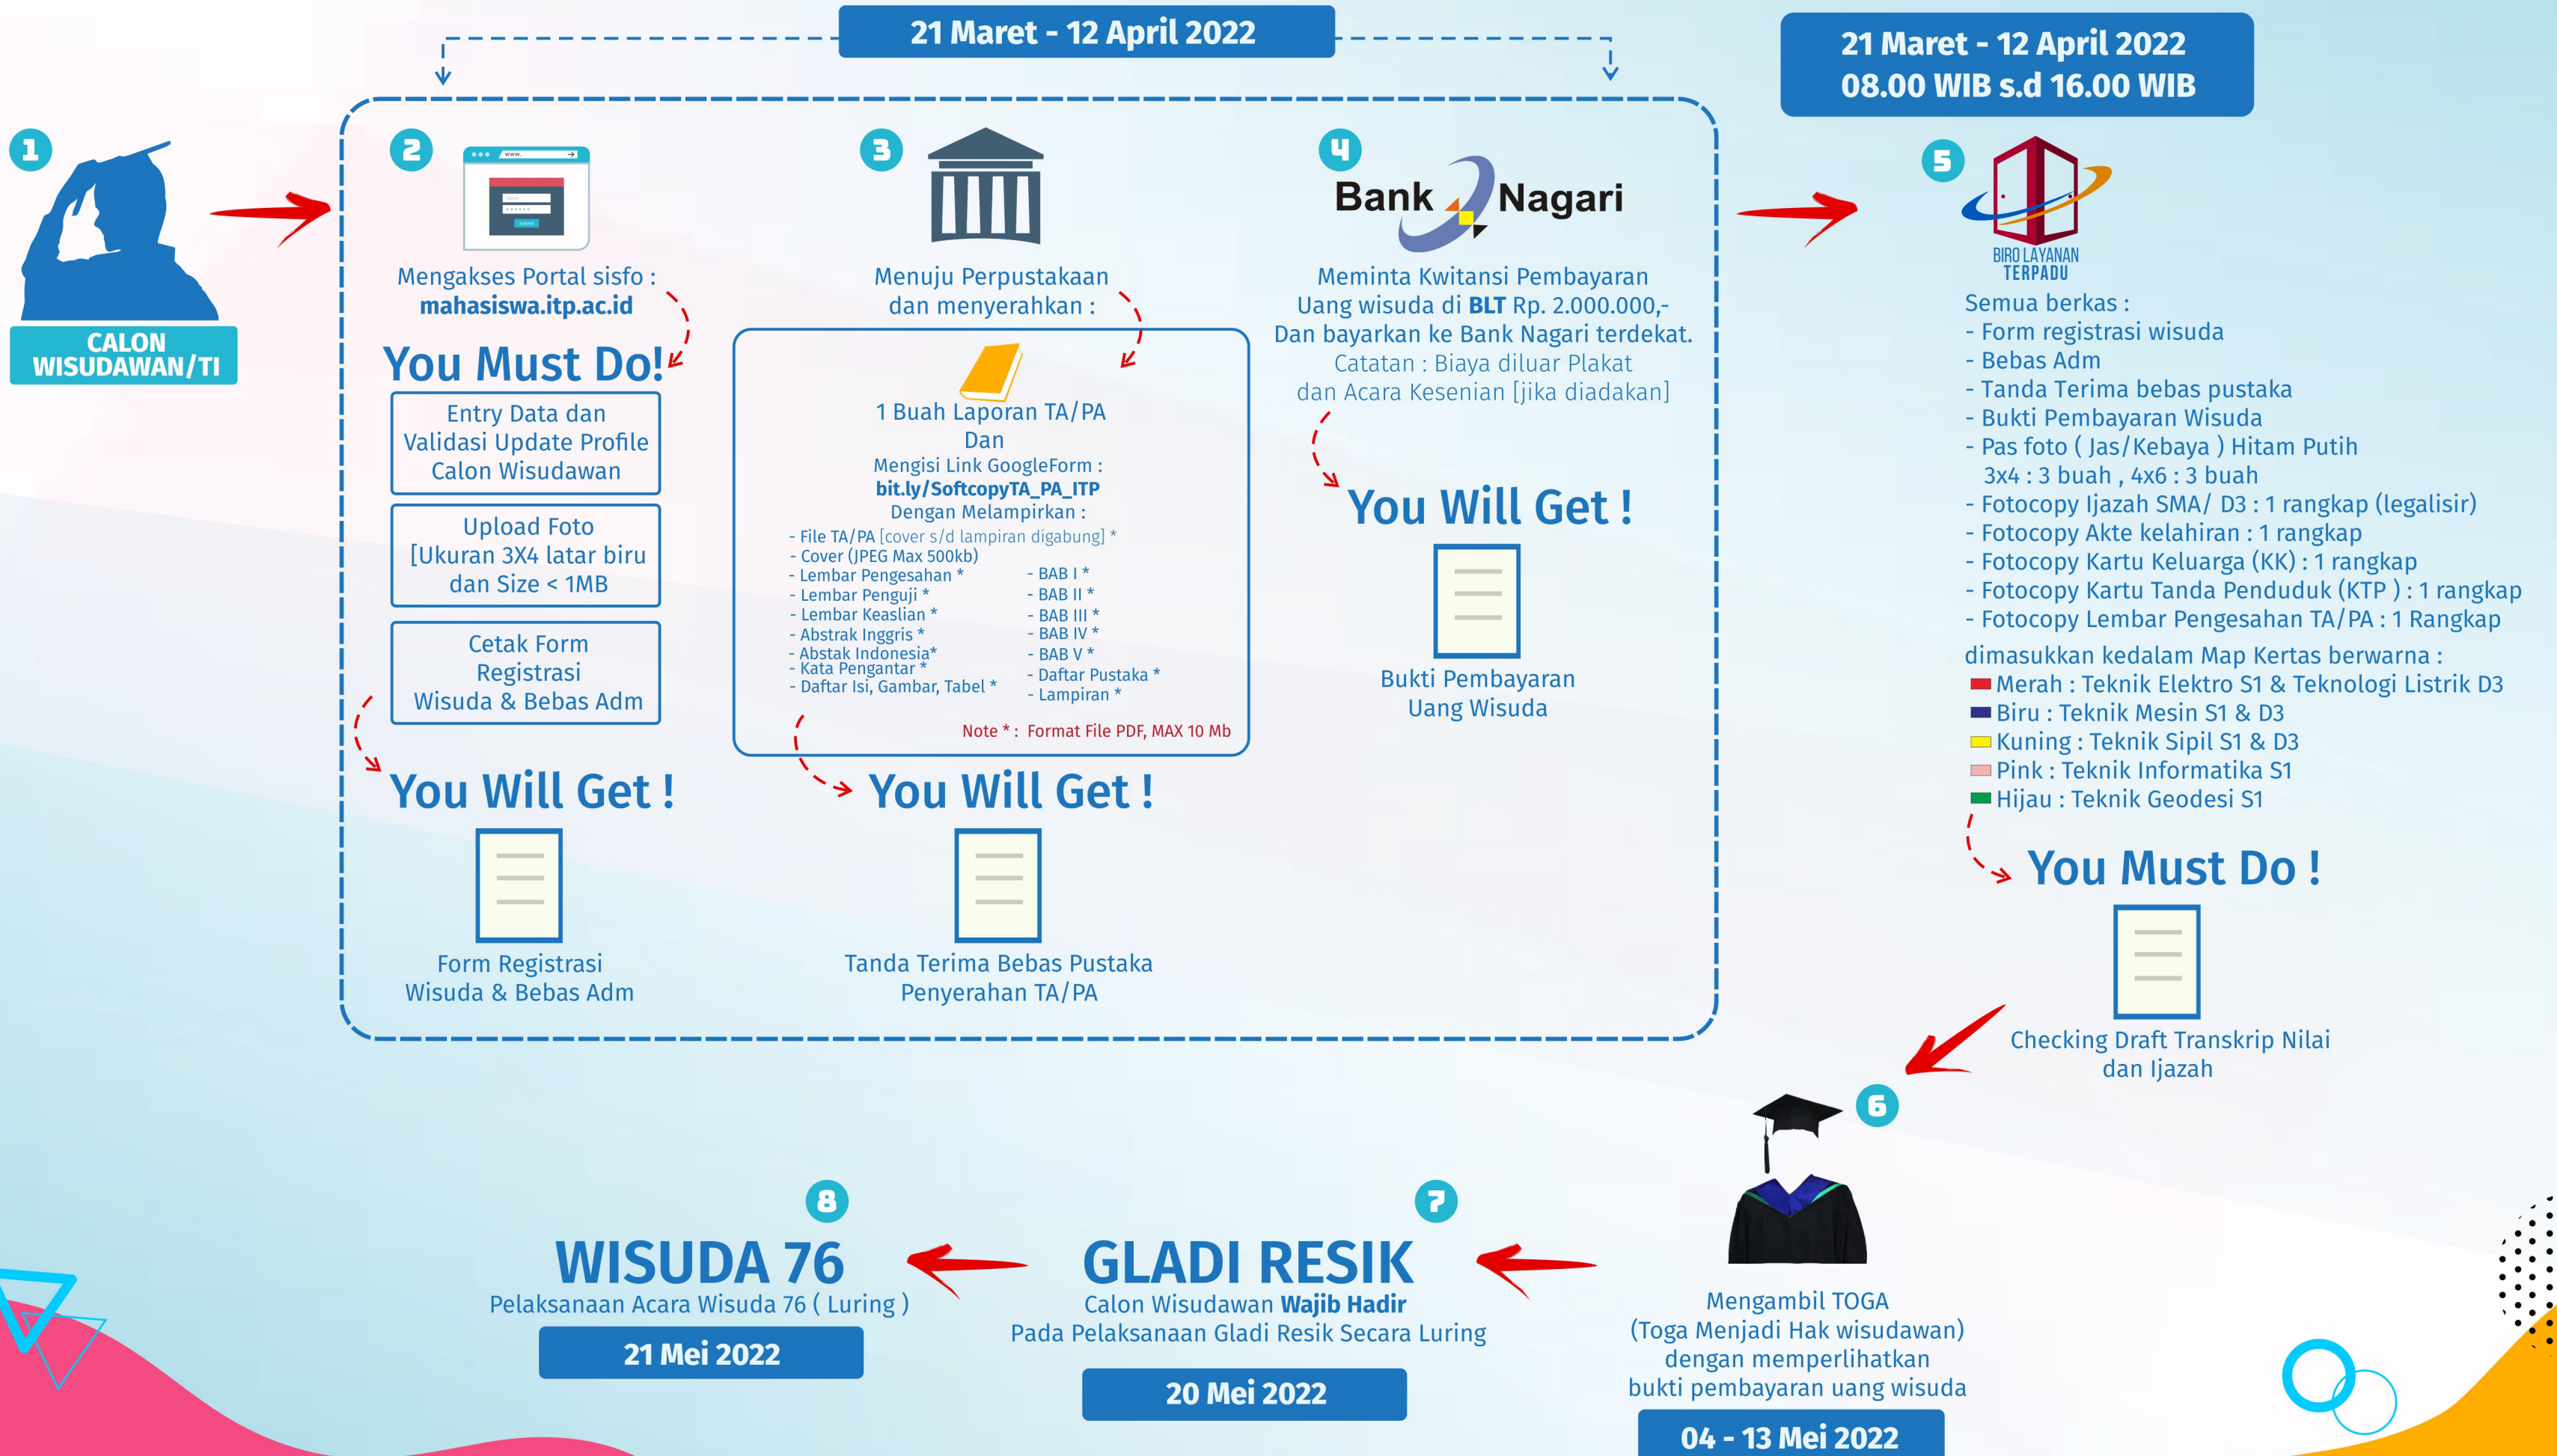 21 Maret - 12 April 2022
21 Maret - 12 April 2022
08.00 WIB s.d 16.00 WIB
1
CALON
WISUDAWAN/TI
2
www.
Submit
Mengakses Portal sisfo :
mahasiswa.itp.ac.id
You Must Do!
Entry Data dan
Validasi Update Profile
Calon Wisudawan
Upload Foto
[Ukuran 3X4 latar biru
dan Size < 1MB
Cetak Form
Registrasi
Wisuda & Bebas Adm
You Will Get !
Form Registrasi
Wisuda & Bebas Adm
3
Menuju Perpustakaan
dan menyerahkan :
1 Buah Laporan TA/PA
Dan
Mengisi Link GoogleForm :
bit.ly/SoftcopyTA_PA_ITP
Dengan Melampirkan :
- File TA/PA [cover s/d lampiran digabung] *
- Cover (JPEG Max 500kb)
- Lembar Pengesahan *
- Lembar Penguji *
- Lembar Keaslian *
- Abstrak Inggris *
- Abstak Indonesia*
- Kata Pengantar *
- Daftar Isi, Gambar, Tabel *
- BAB I *
- BAB II *
- BAB III *
- BAB IV *
- BAB V *
- Daftar Pustaka *
- Lampiran *
Note * : Format File PDF, MAX 10 Mb
You Will Get !
Tanda Terima Bebas Pustaka
Penyerahan TA/PA
4
Bank Nagari
Meminta Kwitansi Pembayaran
Uang wisuda di BLT Rp. 2.000.000,-
Dan bayarkan ke Bank Nagari terdekat.
Catatan : Biaya diluar Plakat
dan Acara Kesenian [jika diadakan]
You Will Get !
Bukti Pembayaran
Uang Wisuda
5
BIRO LAYANAN
TERPADU
Semua berkas :
- Form registrasi wisuda
- Bebas Adm
- Tanda Terima bebas pustaka
- Bukti Pembayaran Wisuda
- Pas foto ( Jas/Kebaya ) Hitam Putih
3x4 : 3 buah , 4x6 : 3 buah
- Fotocopy Ijazah SMA/ D3 : 1 rangkap (legalisir)
- Fotocopy Akte kelahiran : 1 rangkap
- Fotocopy Kartu Keluarga (KK) : 1 rangkap
- Fotocopy Kartu Tanda Penduduk (KTP ) : 1 rangkap
- Fotocopy Lembar Pengesahan TA/PA : 1 Rangkap
dimasukkan kedalam Map Kertas berwarna :
Merah : Teknik Elektro S1 & Teknologi Listrik D3
Biru : Teknik Mesin S1 & D3
Kuning : Teknik Sipil S1 & D3
Pink : Teknik Informatika S1
Hijau : Teknik Geodesi S1
You Must Do !
Checking Draft Transkrip Nilai
dan Ijazah
6
Mengambil TOGA
(Toga Menjadi Hak wisudawan)
dengan memperlihatkan
bukti pembayaran uang wisuda
04 - 13 Mei 2022
7
GLADI RESIK
Calon Wisudawan Wajib Hadir
Pada Pelaksanaan Gladi Resik Secara Luring
20 Mei 2022
8
WISUDA 76
Pelaksanaan Acara Wisuda 76 ( Luring )
21 Mei 2022